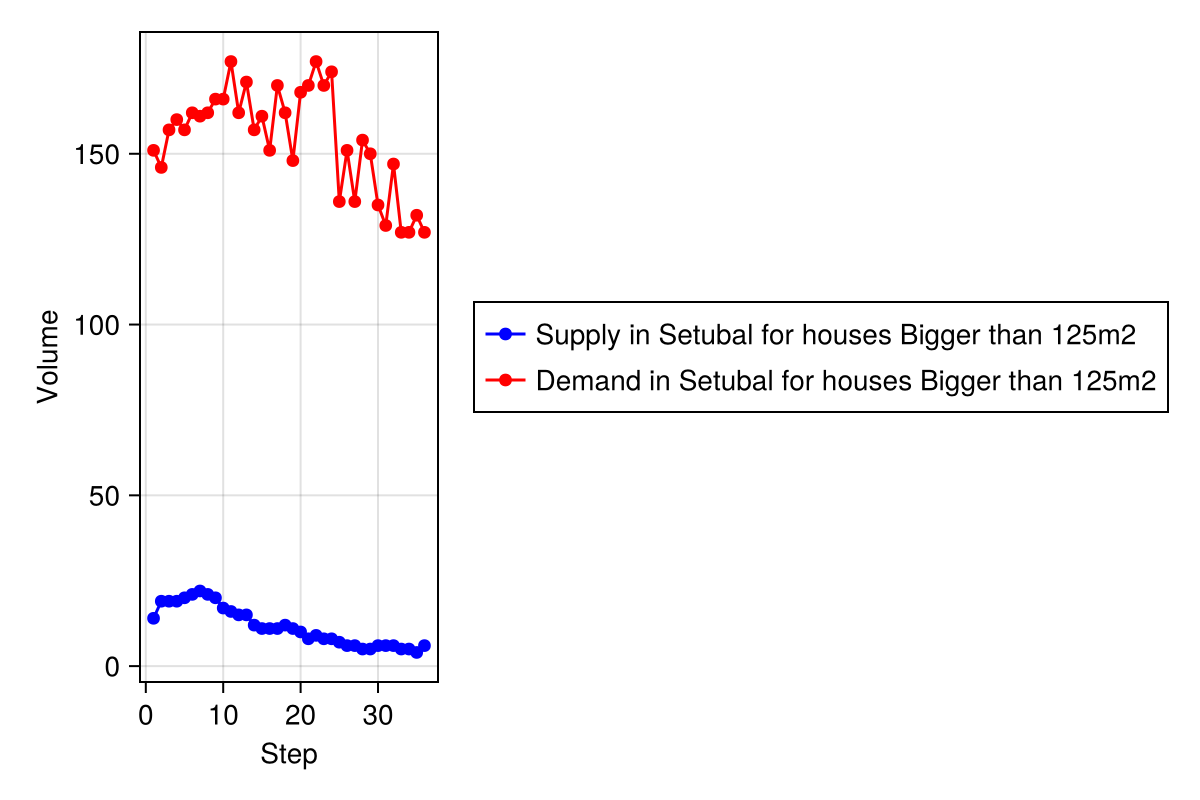 150
100
50
0
Volume
0 10 20 30
Step
Supply in Setubal for houses Bigger than 125m2
Demand in Setubal for houses Bigger than 125m2